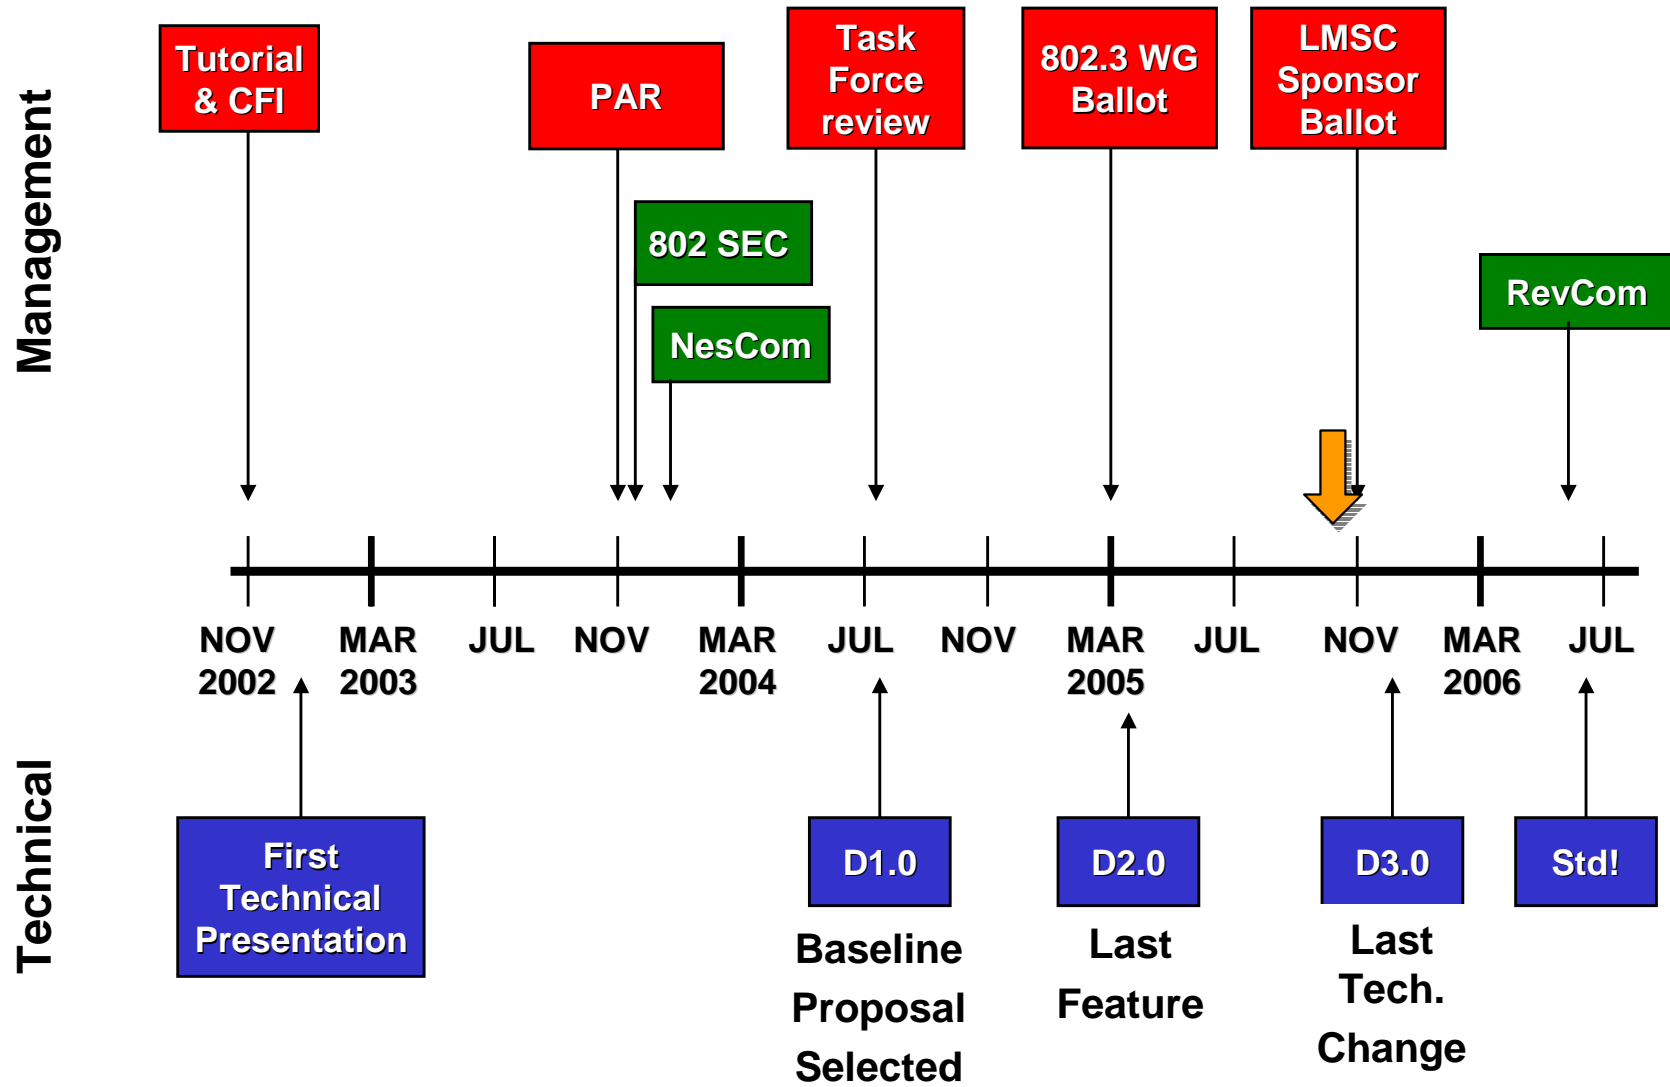 Management
Tutorial
& CFI
PAR
Task
Force
review
802.3 WG
Ballot
LMSC
Sponsor
Ballot
802 SEC
NesCom
RevCom
NOV
2002
MAR
2003
JUL
NOV
MAR
2004
JUL
NOV
MAR
2005
JUL
NOV
MAR
2006
JUL
Technical
First
Technical
Presentation
D1.0
Baseline
Proposal
Selected
D2.0
Last
Feature
D3.0
Last
Tech.
Change
Std!